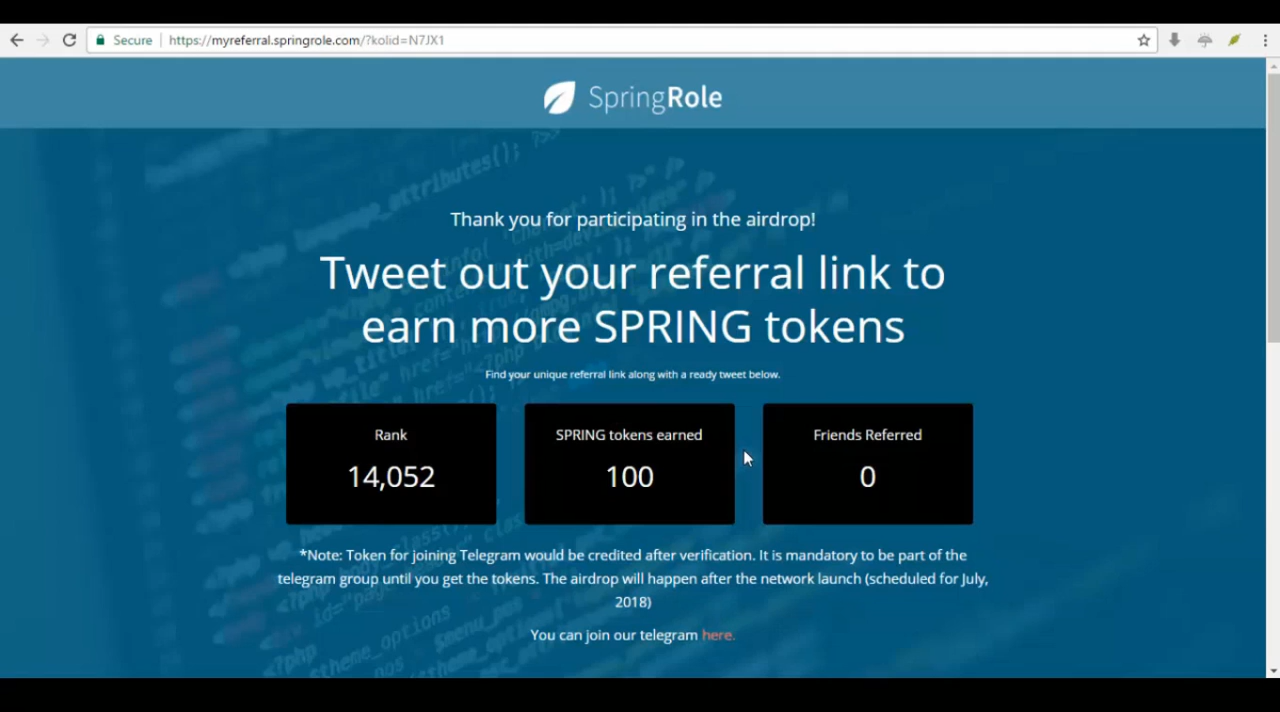 Secure
https://myreferral.springrole.com/?kolid=N7JX1
SpringRole
Thank you for participating in the airdrop!
Tweet out your referral link to
earn more SPRING tokens
Find your unique referral link along with a ready tweet below.
Rank
14,052
SPRING tokens earned
100
Friends Referred
0
*Note: Token for joining Telegram would be credited after verification. It is mandatory to be part of the
telegram group until you get the tokens. The airdrop will happen after the network launch (scheduled for July,
2018)
You can join our telegram here.